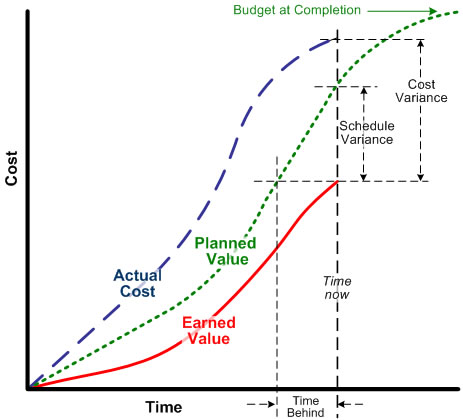 Budget at Completion
Cost
Variance
Schedule
Variance
Cost
Planned
Value
Actual
Cost
Time
now
Earned
Value
Time
Time
Behind